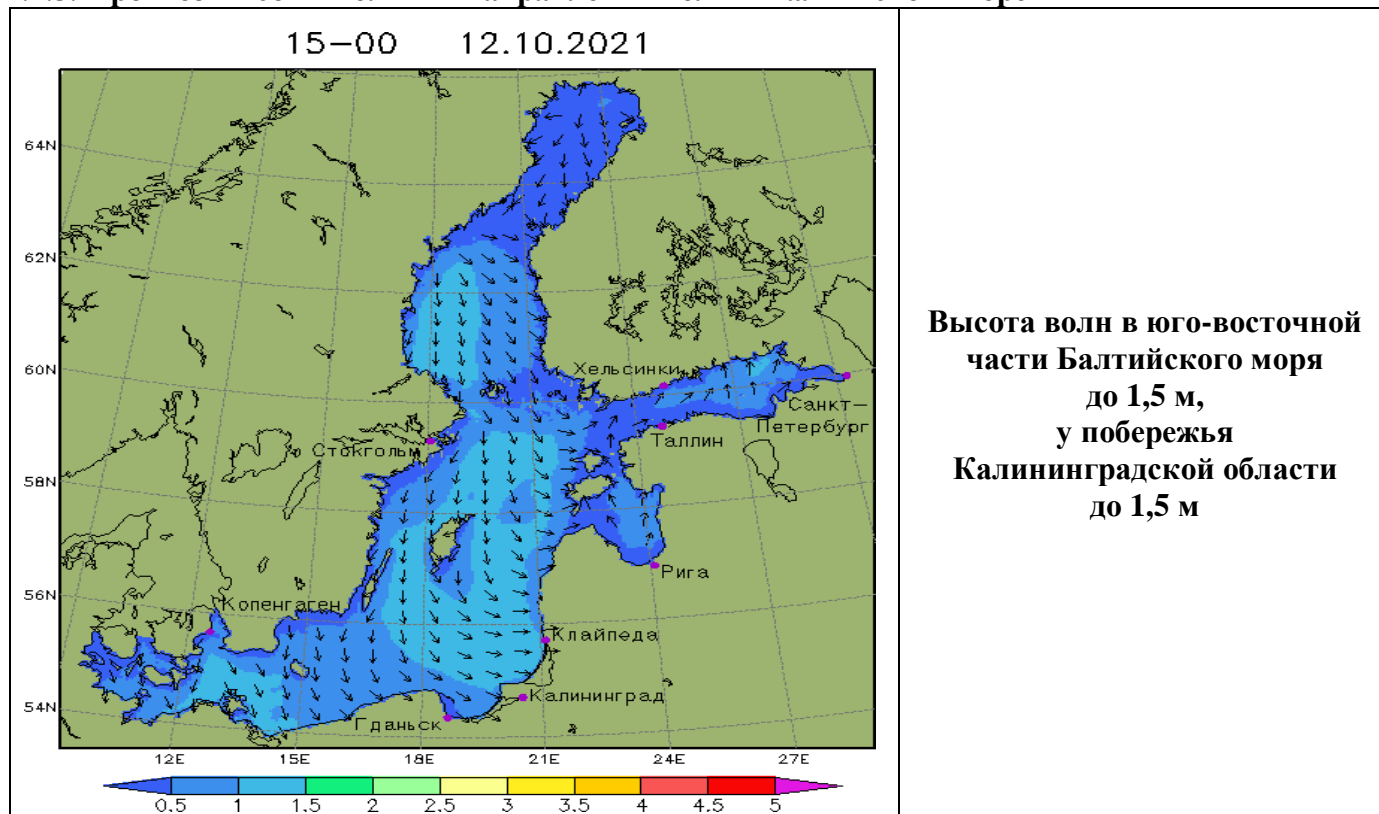 15-00 12.10.2021
64N
62N
60N
58N
56N
54N
Хельсинки
Санкт-
Петербург
Таллин
Стокгольм
Рига
Копенгаген
Клайпеда
Калининград
Гданьск
12E 15E 18E 21E 24E 27E
0.5 1 1.5 2 2.5 3 3.5 4 4.5 5
Высота волн в юго-восточной
части Балтийского моря
до 1,5 м,
у побережья
Калининградской области
до 1,5 м